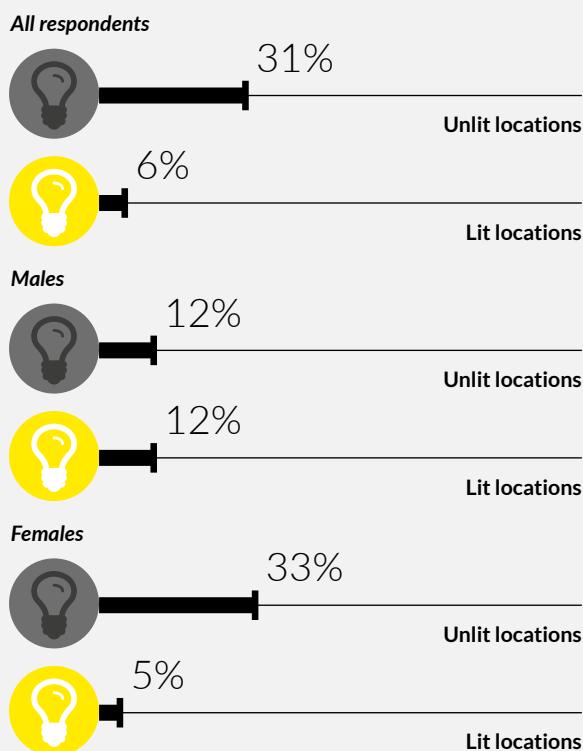 All respondents
31%
Unlit locations
6%
Lit locations
Males
12%
Unlit locations
12%
Lit locations
Females
33%
Unlit locations
5%
Lit locations